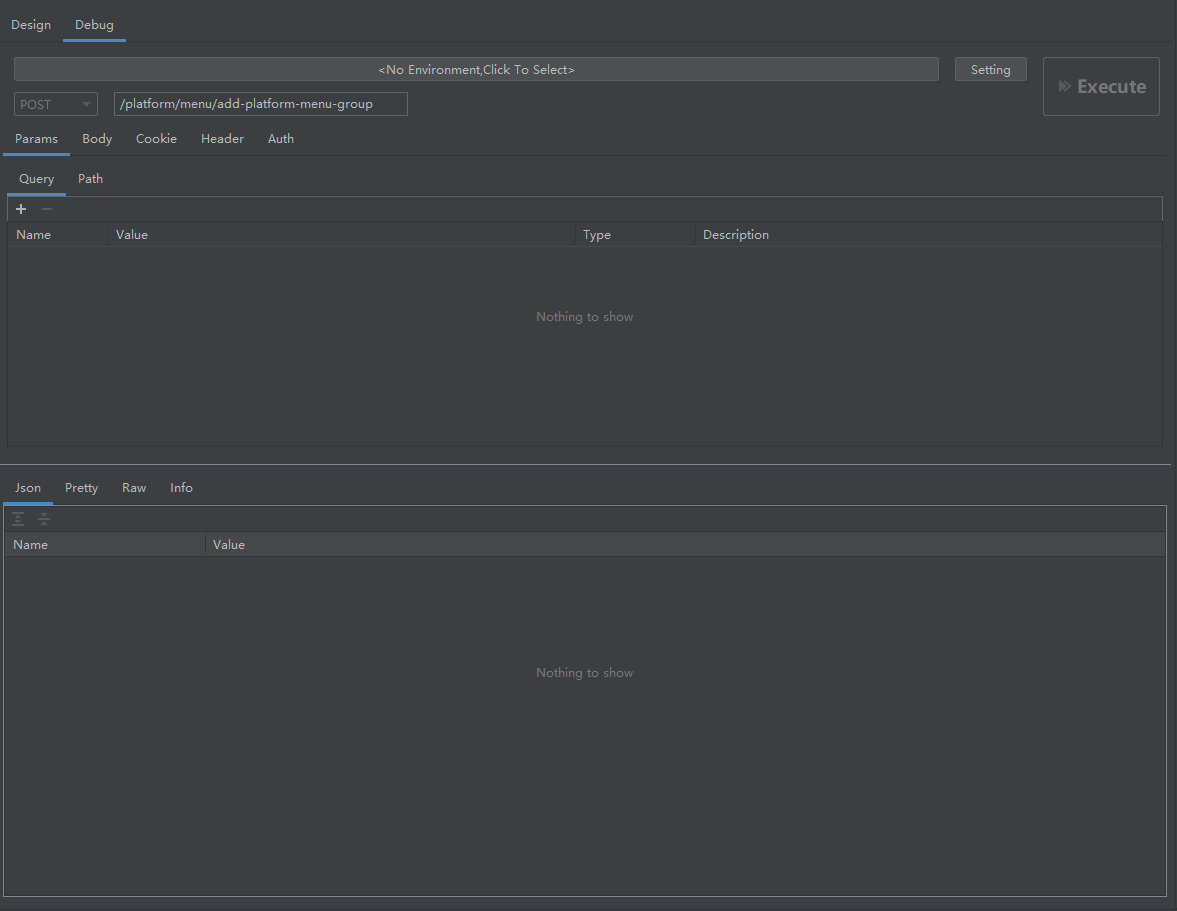 Design Debug
<No Environment,Click To Select> Setting Execute
POST /platform/menu/add-platform-menu-group
Params Body Cookie Header Auth
Query Path
Name Value Type Description
Nothing to show
Json Pretty Raw Info
Name Value
Nothing to show